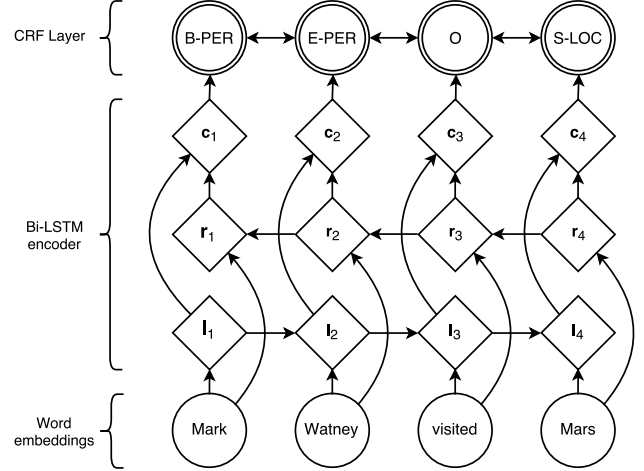 CRF Layer
B-PER E-PER O S-LOC
c1 c2 c3 c4
Bi-LSTM
encoder
r1 r2 r3 r4
l1 l2 l3 l4
Word
embeddings
Mark Watney visited Mars